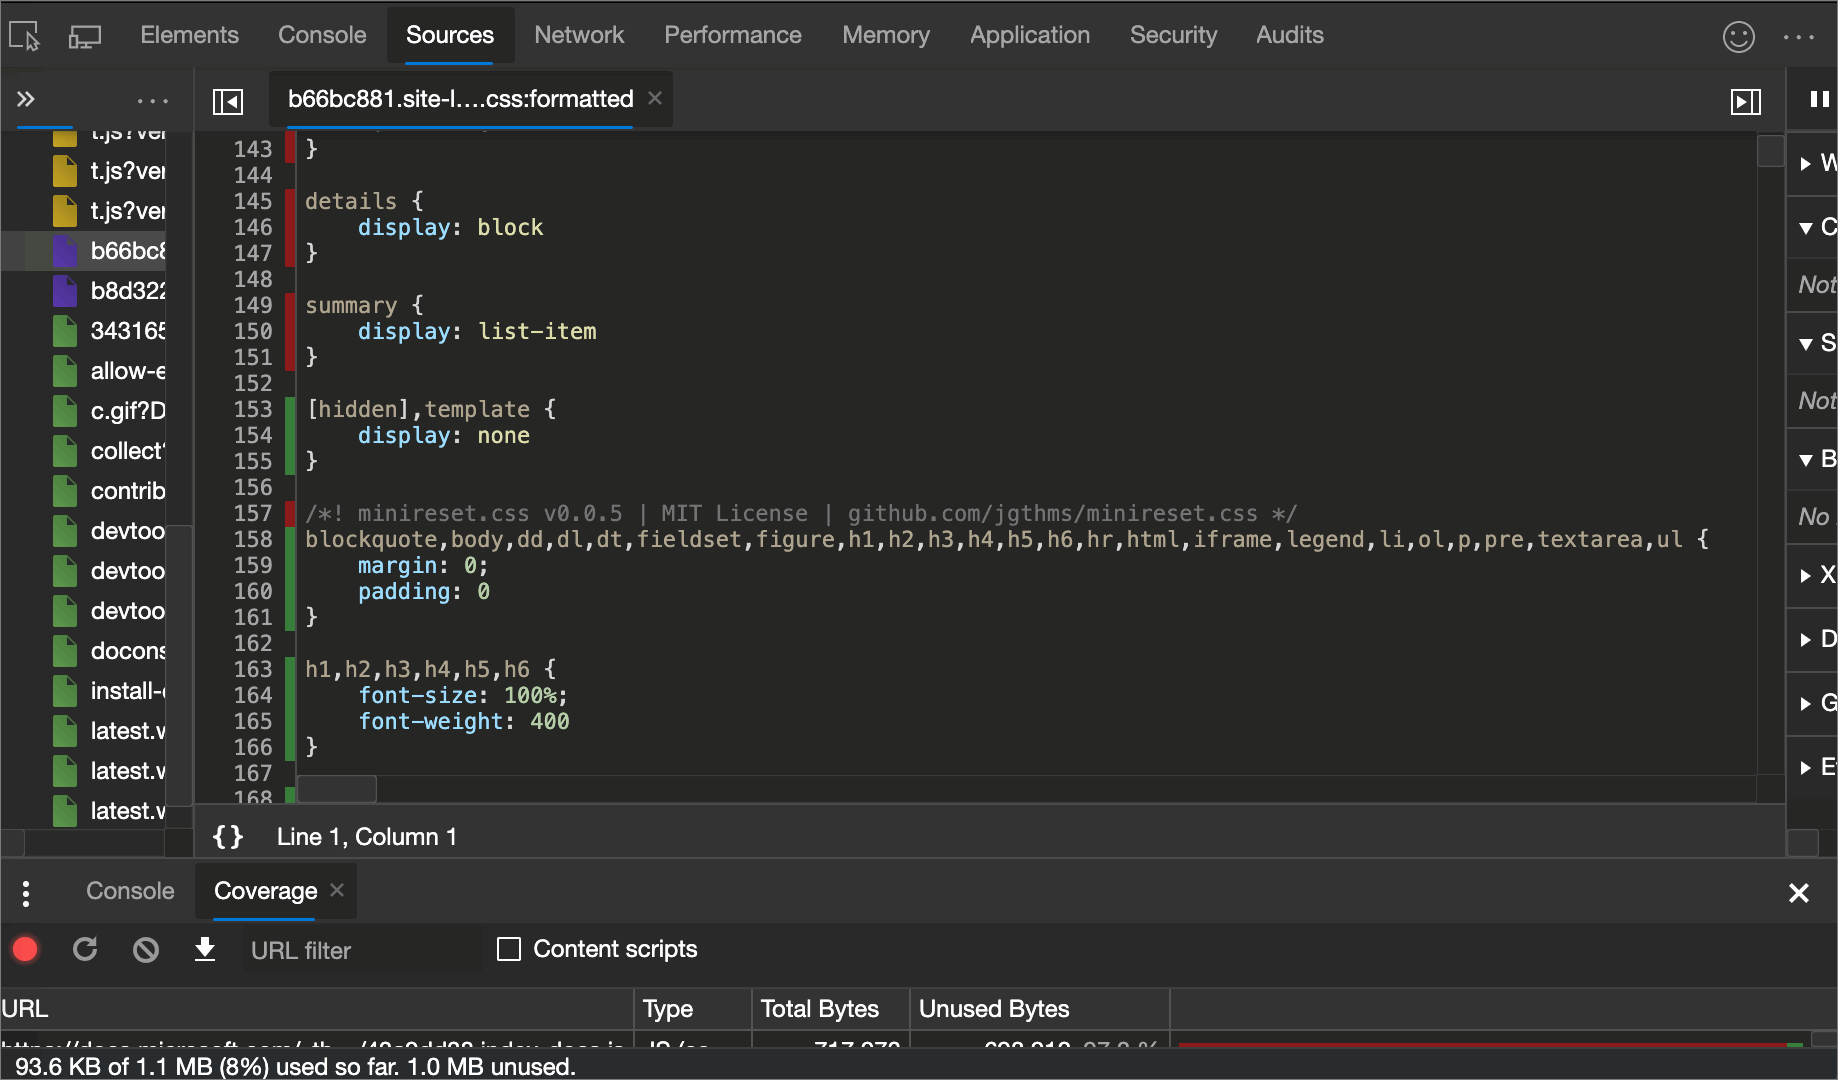 Elements Console Sources Network Performance Memory Application Security Audits
b66bc881.site-l....css:formatted
t.js?ver
t.js?ver
t.js?ver
b66bc8
b8d322
343165
allow-e
c.gif?D
collect
contrib
devtoo
devtoo
devtoo
docons
install-
latest.v
latest.v
latest.v
143 }
144
145 details {
146 display: block
147 }
148
149 summary {
150 display: list-item
151 }
152
153 [hidden],template {
154 display: none
155 }
156
157 /*! minireset.css v0.0.5 | MIT License | github.com/jgthms/minireset.css */
158 blockquote,body,dd,dl,dt,fieldset,figure,h1,h2,h3,h4,h5,h6,hr,html,iframe,legend,li,ol,p,pre,textarea,ul {
159 margin: 0;
160 padding: 0
161 }
162
163 h1,h2,h3,h4,h5,h6 {
164 font-size: 100%;
165 font-weight: 400
166 }
167
168
W
C
Not
S
Not
B
No
X
D
G
E
{} Line 1, Column 1
Console Coverage
URL filter Content scripts
URL Type Total Bytes Unused Bytes
93.6 KB of 1.1 MB (8%) used so far. 1.0 MB unused.